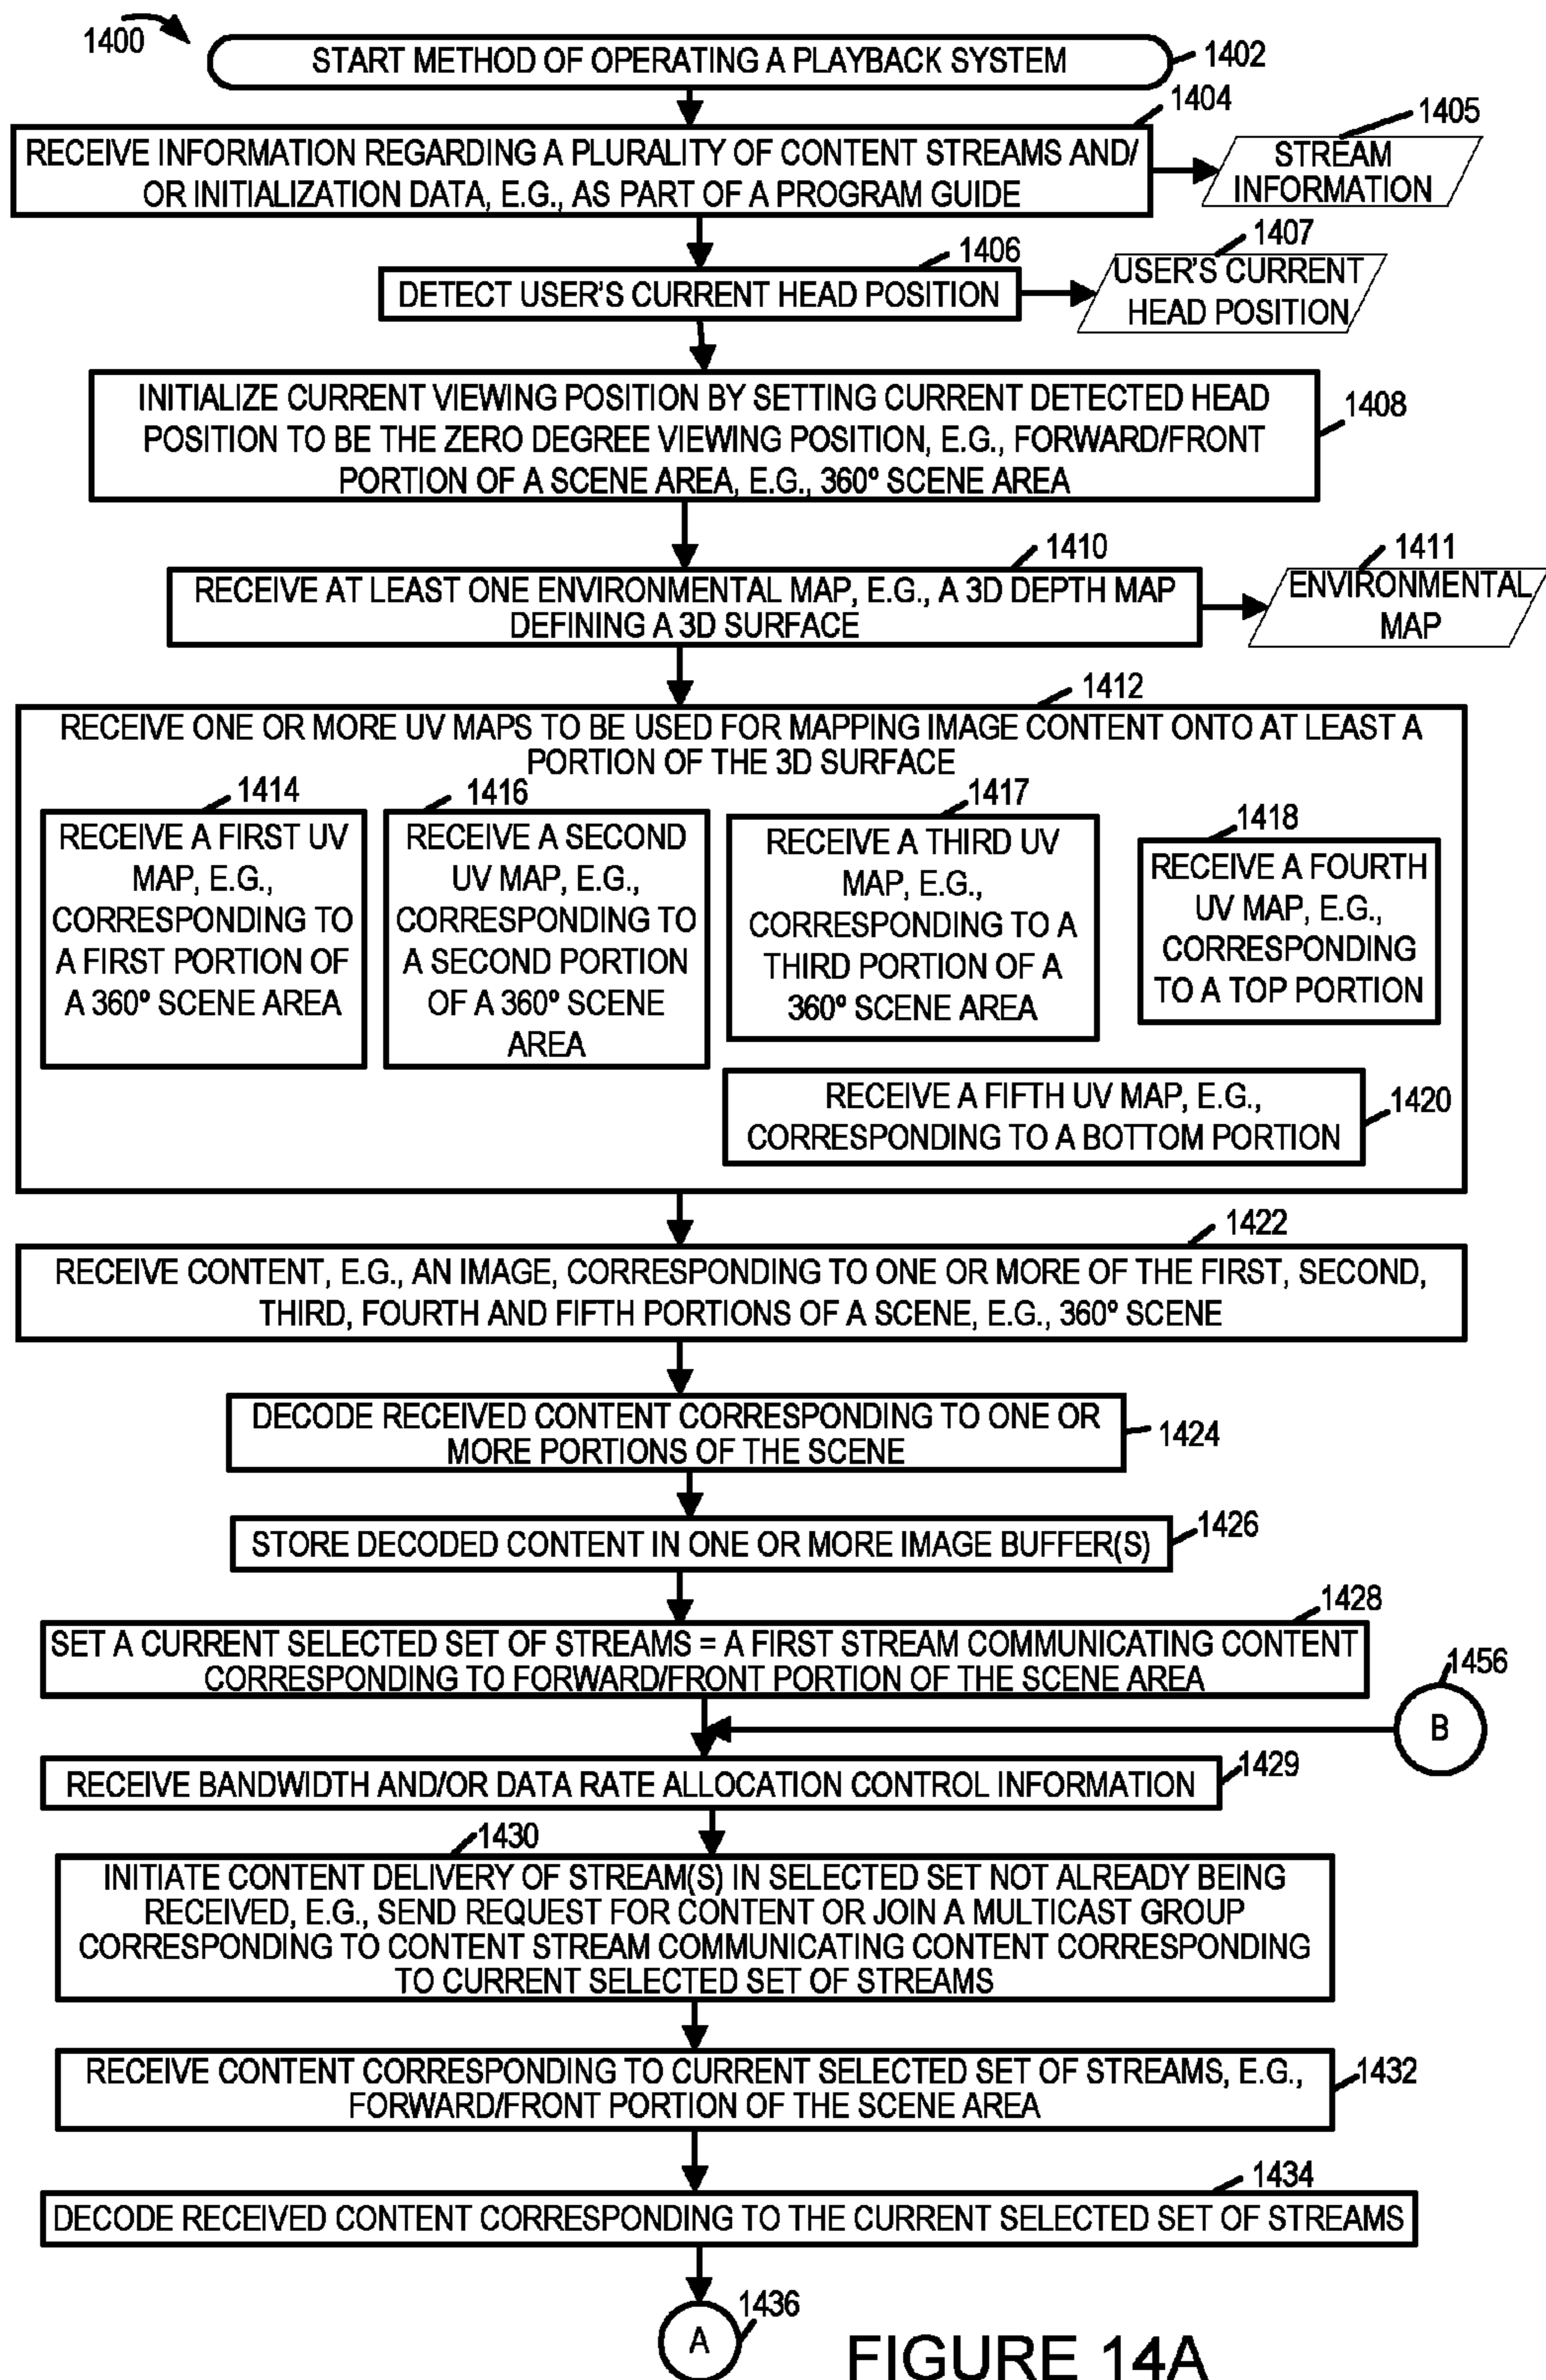 1400
START METHOD OF OPERATING A PLAYBACK SYSTEM
1402
1404
RECEIVE INFORMATION REGARDING A PLURALITY OF CONTENT STREAMS AND/
OR INITIALIZATION DATA, E.G., AS PART OF A PROGRAM GUIDE
1405
STREAM
INFORMATION
1406
DETECT USER'S CURRENT HEAD POSITION
1407
USER'S CURRENT
HEAD POSITION
INITIALIZE CURRENT VIEWING POSITION BY SETTING CURRENT DETECTED HEAD
POSITION TO BE THE ZERO DEGREE VIEWING POSITION, E.G., FORWARD/FRONT
PORTION OF A SCENE AREA, E.G., 360º SCENE AREA
1408
1410
RECEIVE AT LEAST ONE ENVIRONMENTAL MAP, E.G., A 3D DEPTH MAP
DEFINING A 3D SURFACE
1411
ENVIRONMENTAL
MAP
1412
RECEIVE ONE OR MORE UV MAPS TO BE USED FOR MAPPING IMAGE CONTENT ONTO AT LEAST A
PORTION OF THE 3D SURFACE
1414
RECEIVE A FIRST UV
MAP, E.G.,
CORRESPONDING TO
A FIRST PORTION OF
A 360º SCENE AREA
1416
RECEIVE A SECOND
UV MAP, E.G.,
CORRESPONDING TO
A SECOND PORTION
OF A 360º SCENE
AREA
1417
RECEIVE A THIRD UV
MAP, E.G.,
CORRESPONDING TO A
THIRD PORTION OF A
360º SCENE AREA
1418
RECEIVE A FOURTH
UV MAP, E.G.,
CORRESPONDING
TO A TOP PORTION
RECEIVE A FIFTH UV MAP, E.G.,
CORRESPONDING TO A BOTTOM PORTION
1420
1422
RECEIVE CONTENT, E.G., AN IMAGE, CORRESPONDING TO ONE OR MORE OF THE FIRST, SECOND,
THIRD, FOURTH AND FIFTH PORTIONS OF A SCENE, E.G., 360º SCENE
DECODE RECEIVED CONTENT CORRESPONDING TO ONE OR
MORE PORTIONS OF THE SCENE
1424
STORE DECODED CONTENT IN ONE OR MORE IMAGE BUFFER(S)
1426
1428
SET A CURRENT SELECTED SET OF STREAMS = A FIRST STREAM COMMUNICATING CONTENT
CORRESPONDING TO FORWARD/FRONT PORTION OF THE SCENE AREA
1456
B
RECEIVE BANDWIDTH AND/OR DATA RATE ALLOCATION CONTROL INFORMATION
1429
1430
INITIATE CONTENT DELIVERY OF STREAM(S) IN SELECTED SET NOT ALREADY BEING
RECEIVED, E.G., SEND REQUEST FOR CONTENT OR JOIN A MULTICAST GROUP
CORRESPONDING TO CONTENT STREAM COMMUNICATING CONTENT CORRESPONDING
TO CURRENT SELECTED SET OF STREAMS
RECEIVE CONTENT CORRESPONDING TO CURRENT SELECTED SET OF STREAMS, E.G.,
FORWARD/FRONT PORTION OF THE SCENE AREA
1432
1434
DECODE RECEIVED CONTENT CORRESPONDING TO THE CURRENT SELECTED SET OF STREAMS
1436
A
FIGURE 14A